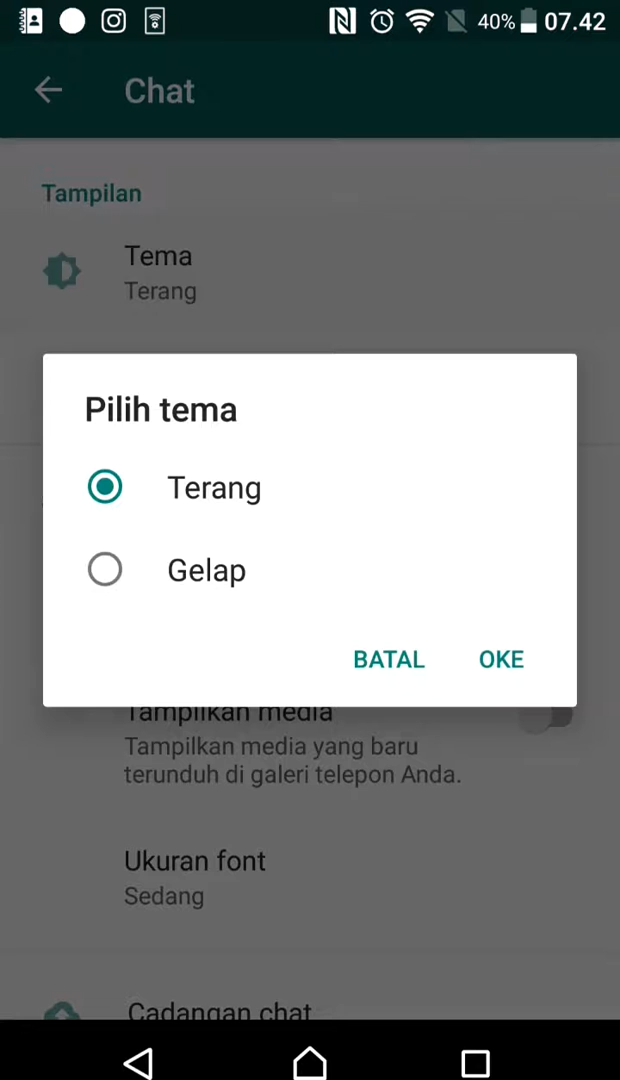 40% 07.42
Chat
Tampilan
Tema
Terang
Pilih tema
Terang
Gelap
BATAL OKE
Tampilkan media
Tampilkan media yang baru
terunduh di galeri telepon Anda.
Ukuran font
Sedang
Cadangan chat